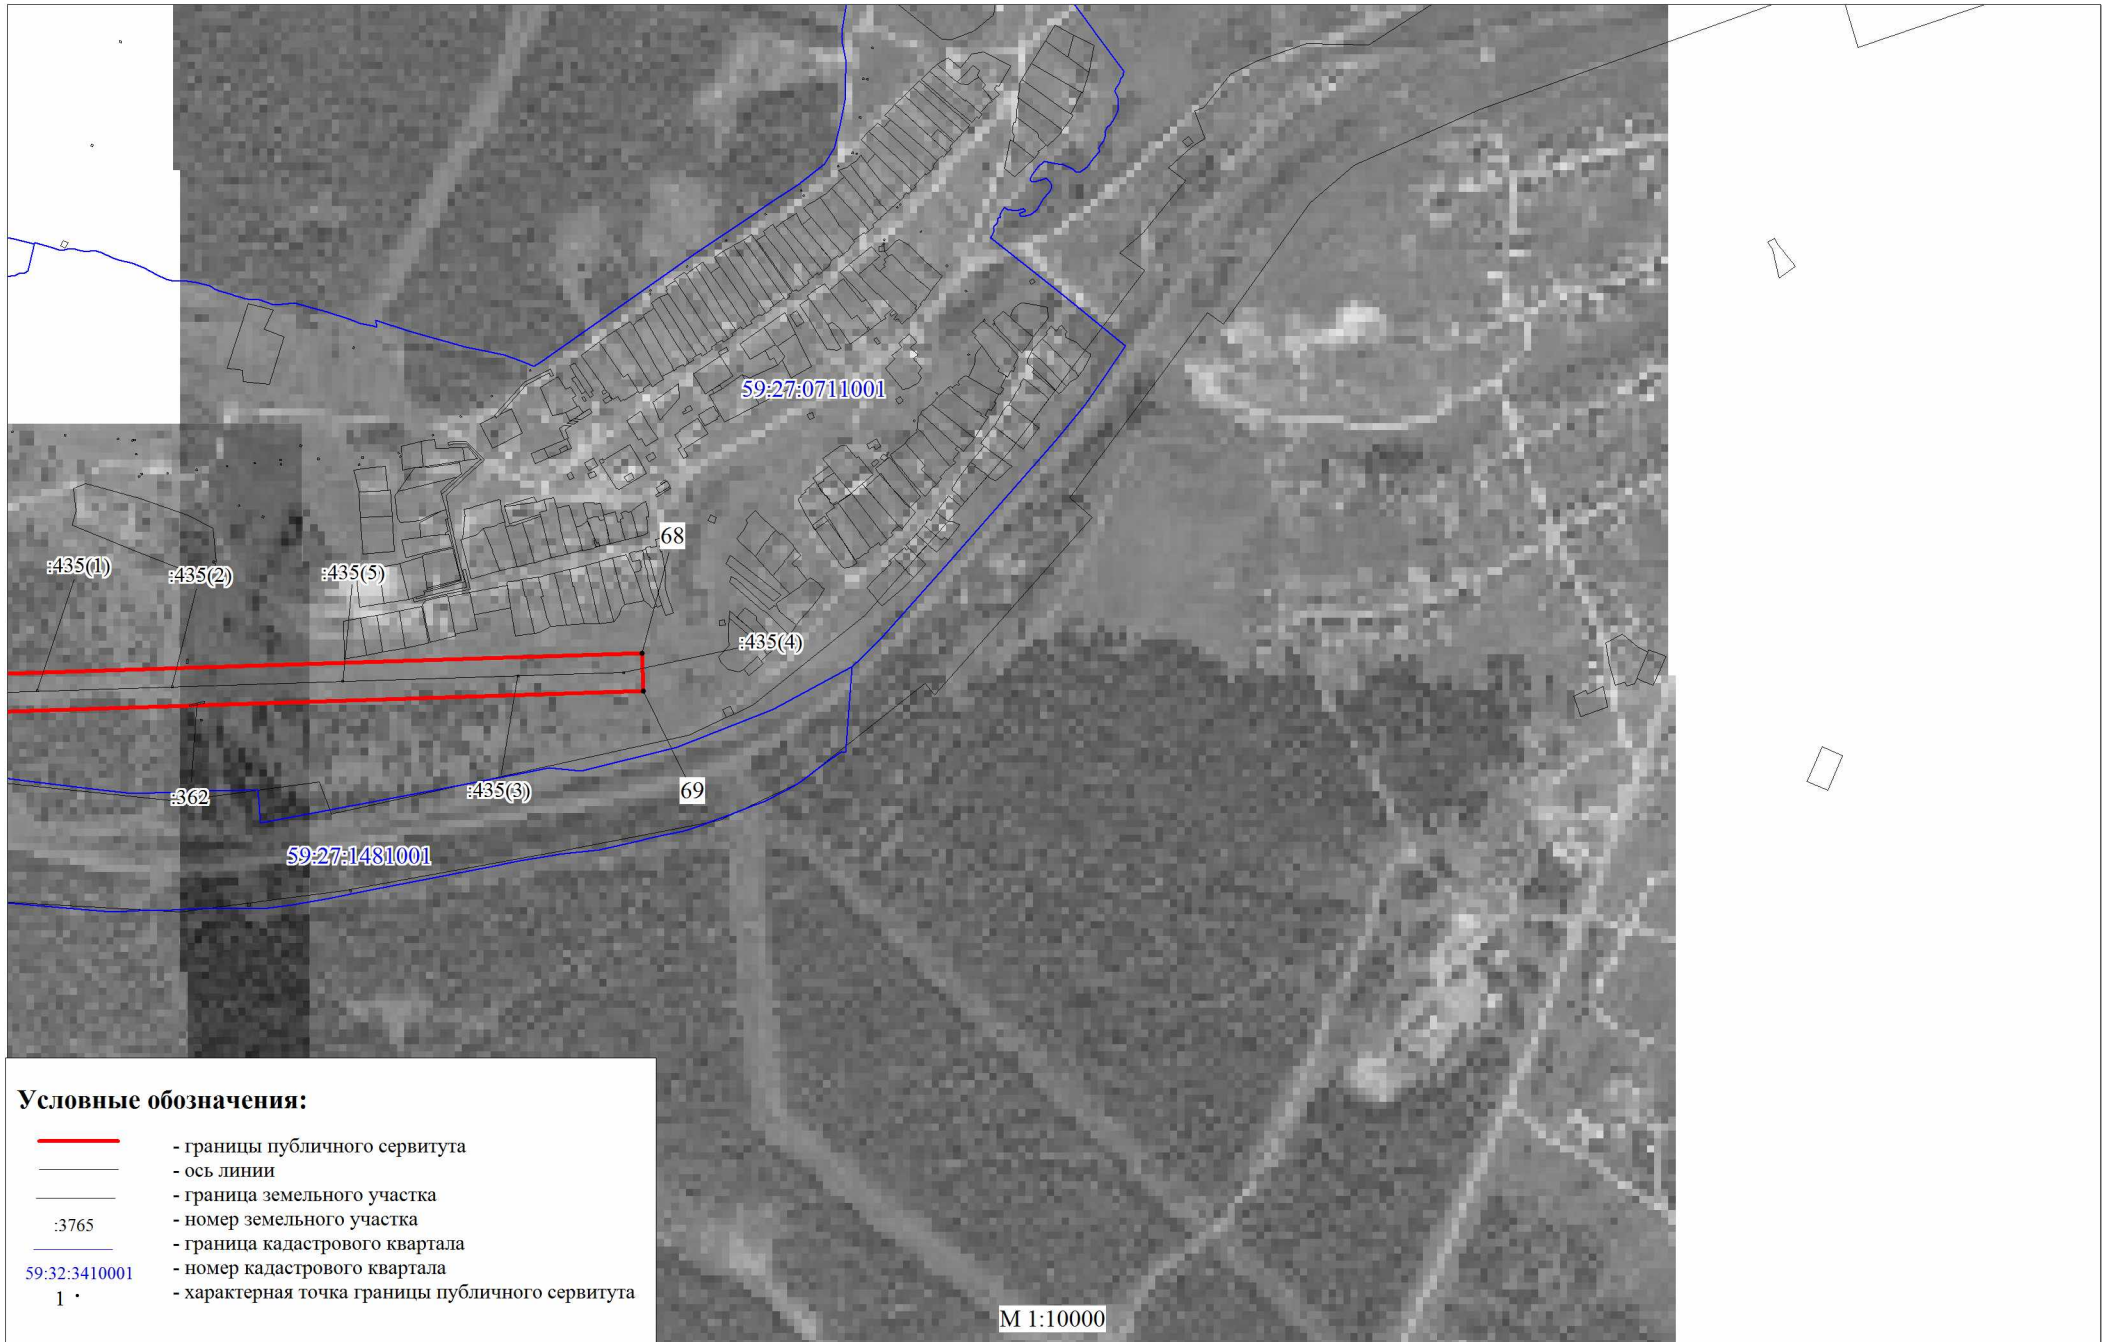 59:27:0711001
68
:435(1)
:435(2)
:435(5)
:435(4)
69
:362
:435(3)
59:27:1481001
Условные обозначения:
- границы публичного сервитута
- ось линии
- граница земельного участка
:3765 - номер земельного участка
- граница кадастрового квартала
59:32:3410001 - номер кадастрового квартала
1 - характерная точка границы публичного сервитута
М 1:10000